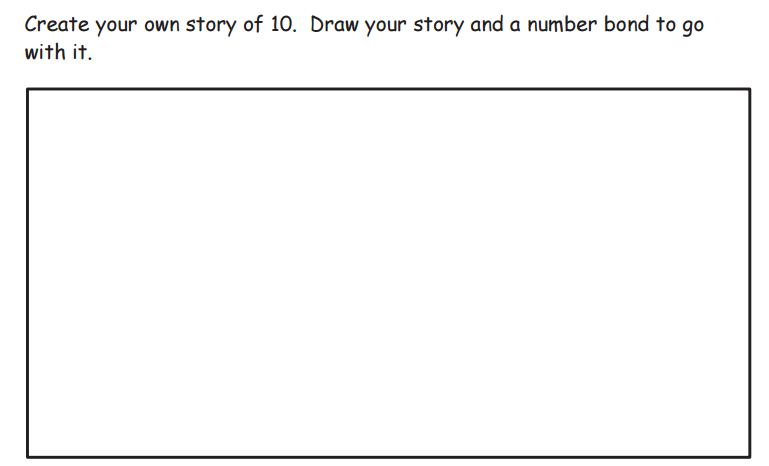 Create your own story of 10. Draw your story and a number bond to go
with it.